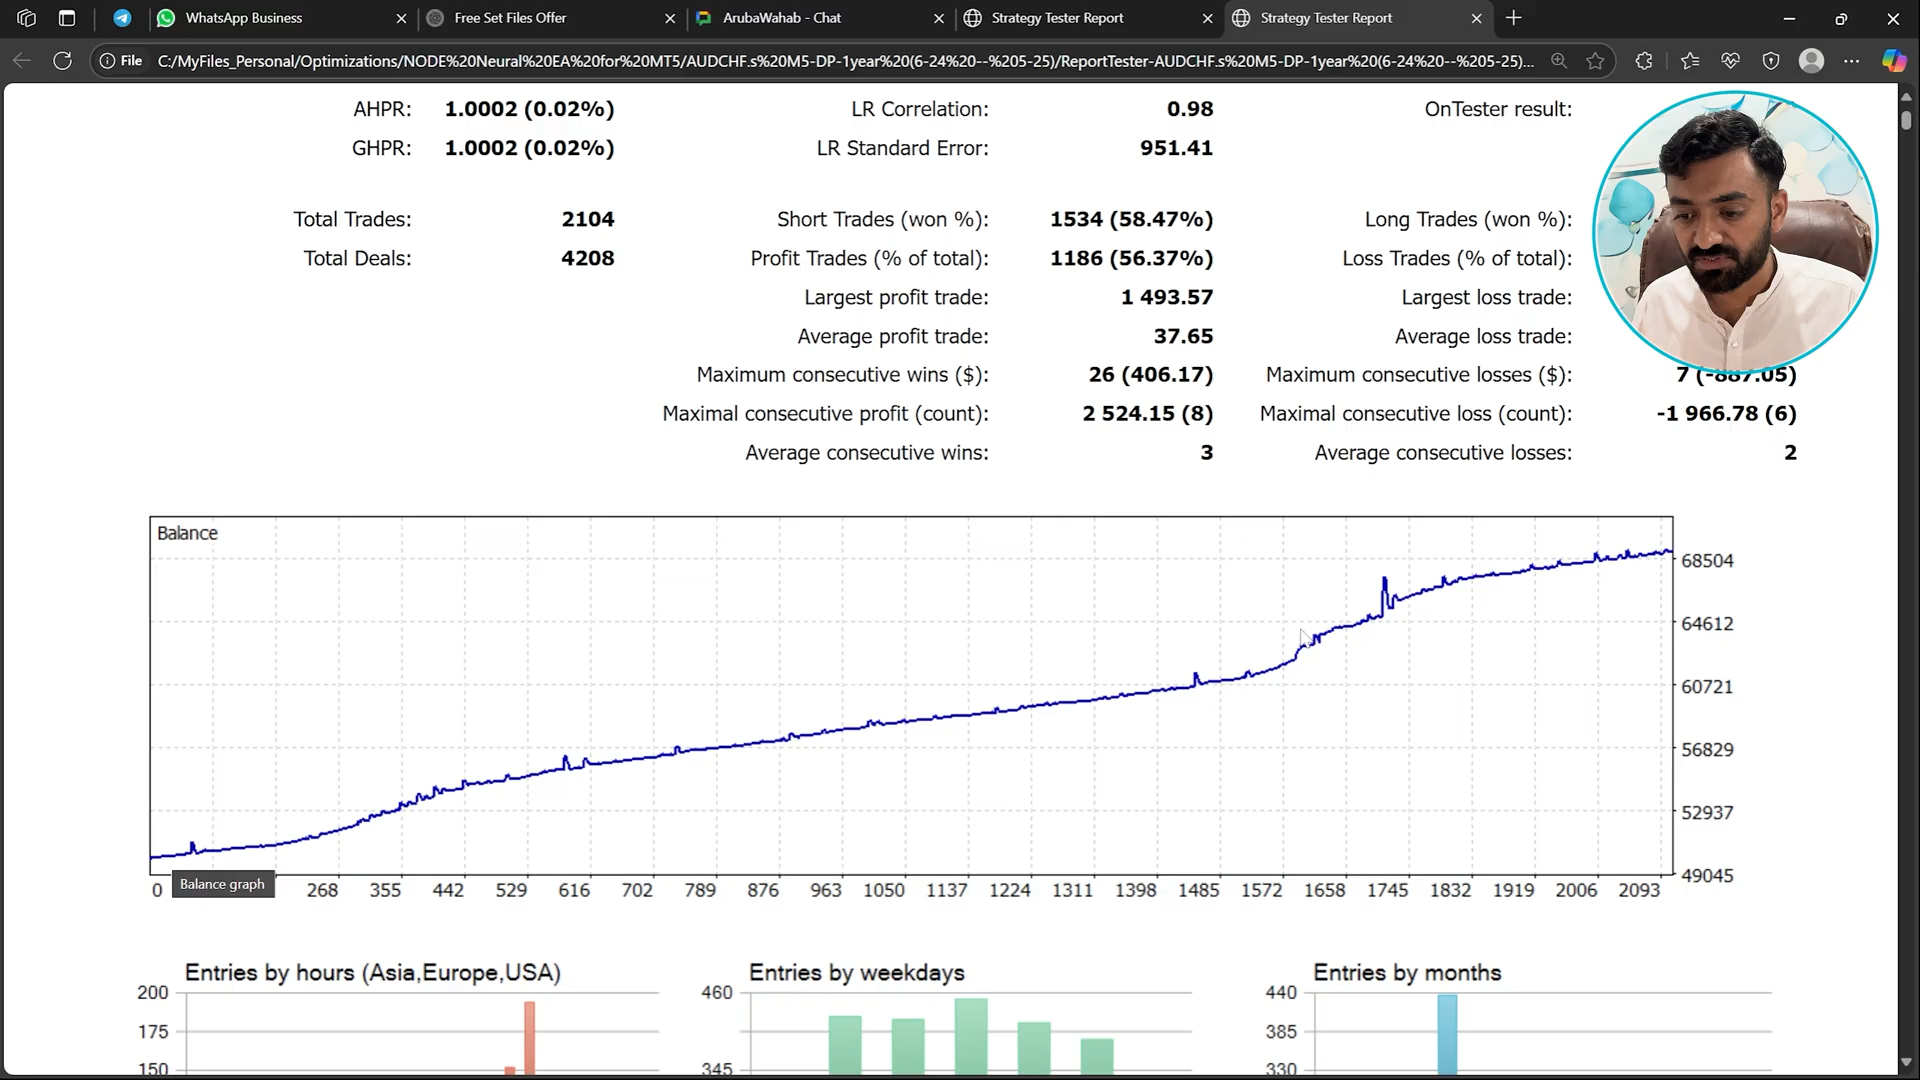 WhatsApp Business
Free Set Files Offer
ArubaWahab - Chat
Strategy Tester Report
Strategy Tester Report
File
C:/MyFiles_Personal/Optimizations/NODE%20Neural%20EA%20for%20MT5/AUDCHF.s%20M5-DP-1year%20(6-24%20--%205-25)/ReportTester-AUDCHF.s%20M5-DP-1year%20(6-24%20--%205-25)...
AHPR: 1.0002 (0.02%) LR Correlation: 0.98 OnTester result:
GHPR: 1.0002 (0.02%) LR Standard Error: 951.41
Total Trades: 2104 Short Trades (won %): 1534 (58.47%) Long Trades (won %):
Total Deals: 4208 Profit Trades (% of total): 1186 (56.37%) Loss Trades (% of total):
Largest profit trade: 1 493.57 Largest loss trade:
Average profit trade: 37.65 Average loss trade:
Maximum consecutive wins ($): 26 (406.17) Maximum consecutive losses ($): 7 (-887.05)
Maximal consecutive profit (count): 2 524.15 (8) Maximal consecutive loss (count): -1 966.78 (6)
Average consecutive wins: 3 Average consecutive losses: 2
Balance
68504
64612
60721
56829
52937
49045
0 268 355 442 529 616 702 789 876 963 1050 1137 1224 1311 1398 1485 1572 1658 1745 1832 1919 2006 2093
Balance graph
Entries by hours (Asia,Europe,USA)
200
175
150
Entries by weekdays
460
345
Entries by months
440
385
330